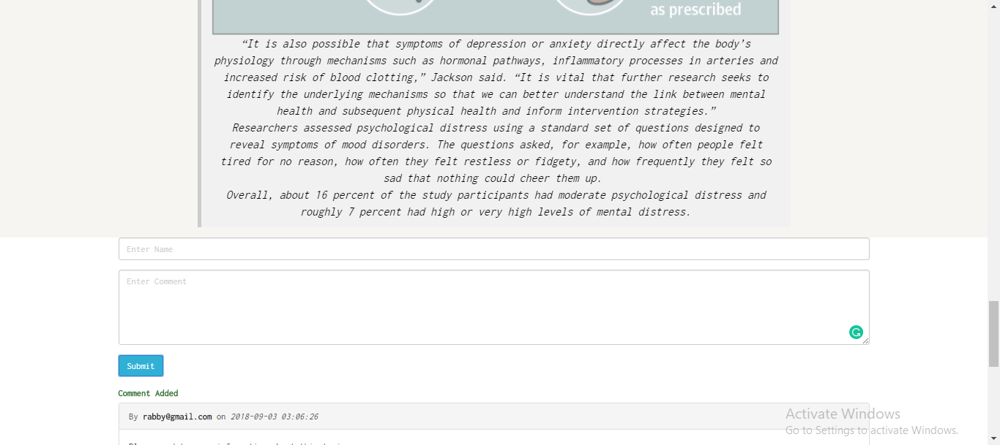 as prescribed
“It is also possible that symptoms of depression or anxiety directly affect the body’s
physiology through mechanisms such as hormonal pathways, inflammatory processes in arteries and
increased risk of blood clotting,” Jackson said. “It is vital that further research seeks to
identify the underlying mechanisms so that we can better understand the link between mental
health and subsequent physical health and inform intervention strategies.”
Researchers assessed psychological distress using a standard set of questions designed to
reveal symptoms of mood disorders. The questions asked, for example, how often people felt
tired for no reason, how often they felt restless or fidgety, and how frequently they felt so
sad that nothing could cheer them up.
Overall, about 16 percent of the study participants had moderate psychological distress and
roughly 7 percent had high or very high levels of mental distress.
Enter Name
Enter Comment
Submit
Comment Added
By rabby@gmail.com on 2018-09-03 03:06:26
Activate Windows
Go to Settings to activate Windows.